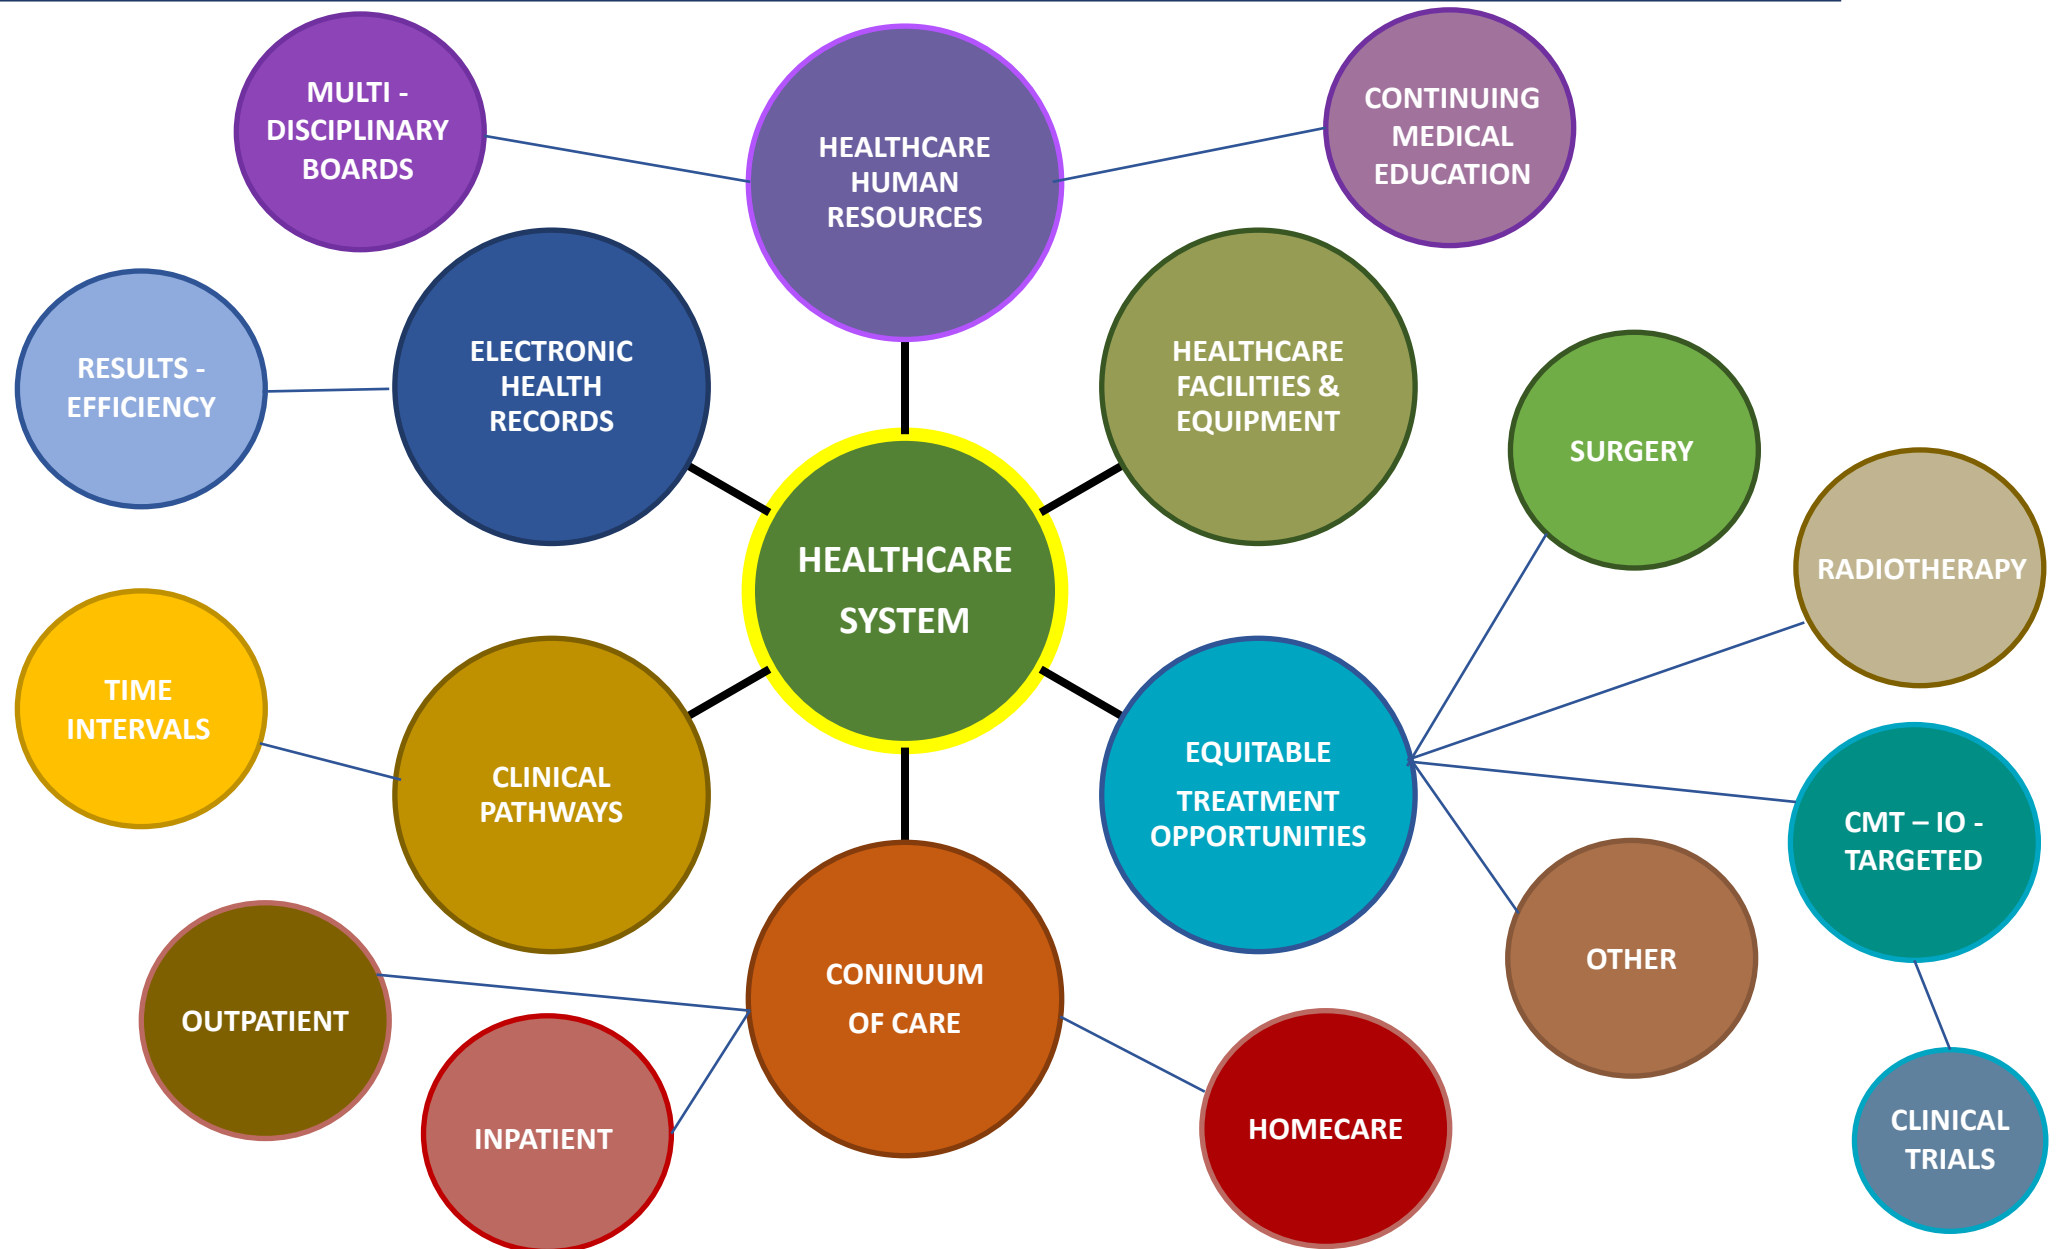 MULTI -
DISCIPLINARY
BOARDS
HEALTHCARE
HUMAN
RESOURCES
CONTINUING
MEDICAL
EDUCATION
RESULTS -
EFFICIENCY
ELECTRONIC
HEALTH
RECORDS
HEALTHCARE
FACILITIES &
EQUIPMENT
SURGERY
RADIOTHERAPY
HEALTHCARE
SYSTEM
TIME
INTERVALS
CLINICAL
PATHWAYS
EQUITABLE
TREATMENT
OPPORTUNITIES
CMT – IO -
TARGETED
OTHER
OUTPATIENT
INPATIENT
CONINUUM
OF CARE
HOMECARE
CLINICAL
TRIALS